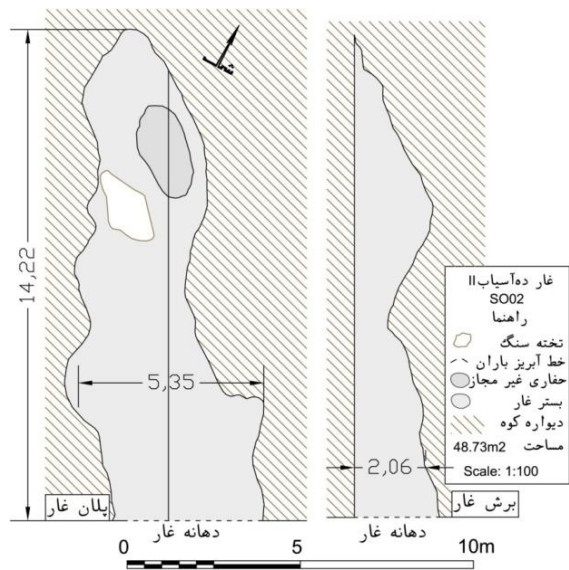 شمال
14,22
5,35
2,06
غار ده‌آسیاب II
SO02
راهنما
تخته سنگ
خط آبریز باران
حفاری غیر مجاز
بستر غار
دیواره کوه
مساحت 48.73m2
Scale: 1:100
پلان غار
دهانه غار
برش غار
دهانه غار
0 5 10m